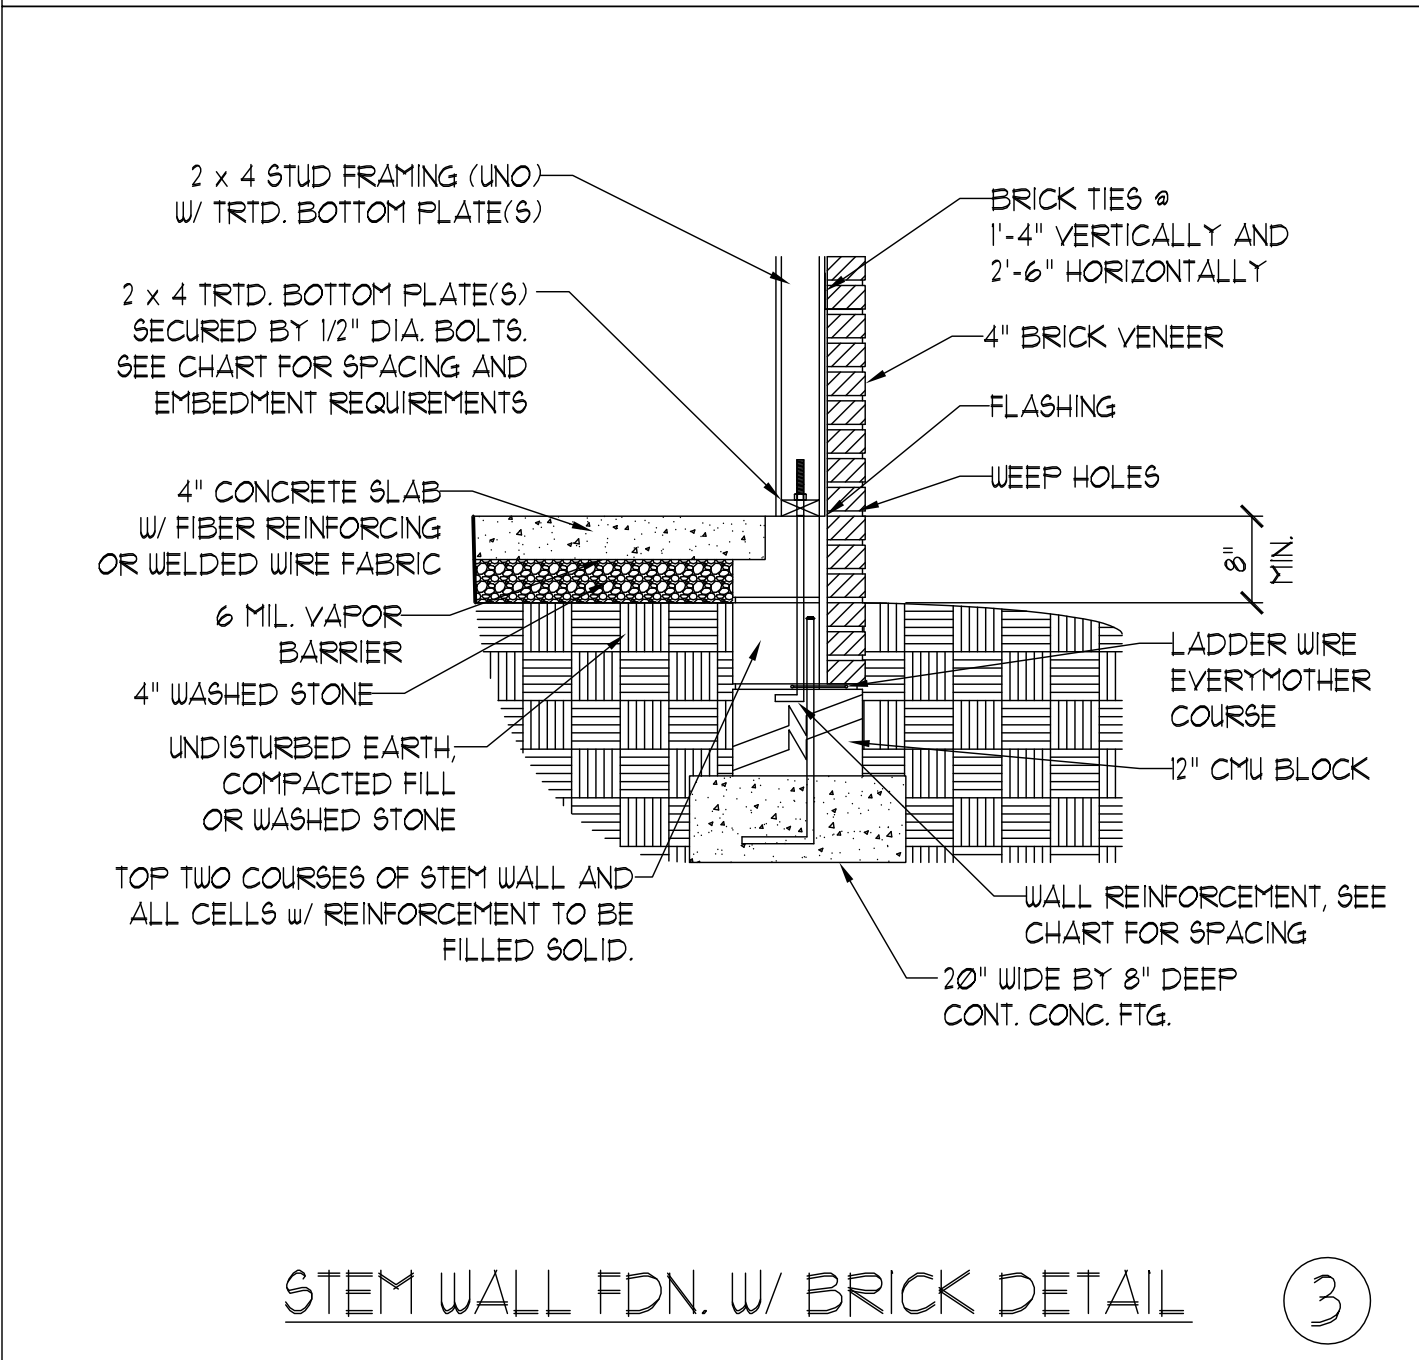 2 x 4 STUD FRAMING (UNO)
W/ TRTD. BOTTOM PLATE(S)
2 x 4 TRTD. BOTTOM PLATE(S)
SECURED BY 1/2" DIA. BOLTS.
SEE CHART FOR SPACING AND
EMBEDMENT REQUIREMENTS
4" CONCRETE SLAB
W/ FIBER REINFORCING
OR WELDED WIRE FABRIC
6 MIL. VAPOR
BARRIER
4" WASHED STONE
UNDISTURBED EARTH,
COMPACTED FILL
OR WASHED STONE
TOP TWO COURSES OF STEM WALL AND
ALL CELLS w/ REINFORCEMENT TO BE
FILLED SOLID.
BRICK TIES @
1'-4" VERTICALLY AND
2'-6" HORIZONTALLY
4" BRICK VENEER
FLASHING
WEEP HOLES
8"
MIN.
LADDER WIRE
EVERYMOTHER
COURSE
12" CMU BLOCK
WALL REINFORCEMENT, SEE
CHART FOR SPACING
20" WIDE BY 8" DEEP
CONT. CONC. FTG.
STEM WALL FDN. W/ BRICK DETAIL
3